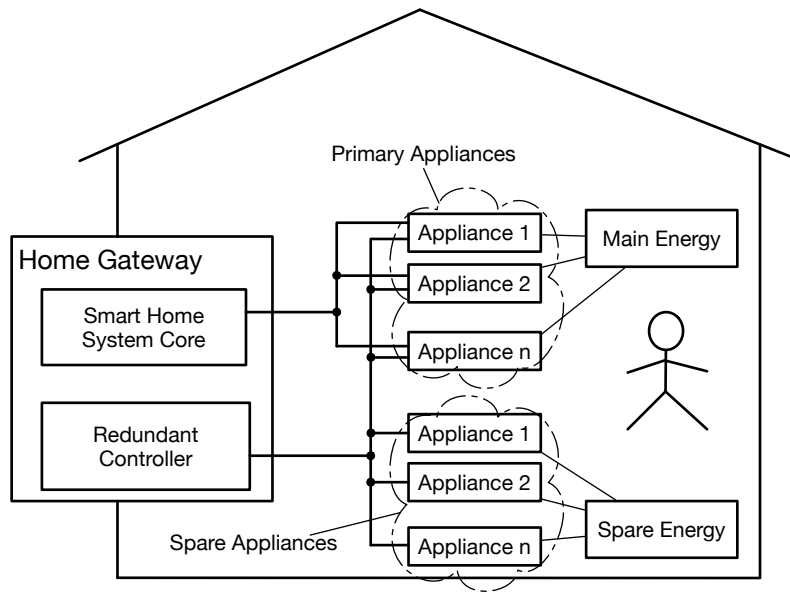 Primary Appliances
Home Gateway
Smart Home
System Core
Redundant
Controller
Appliance 1
Appliance 2
Appliance n
Main Energy
Appliance 1
Appliance 2
Appliance n
Spare Energy
Spare Appliances